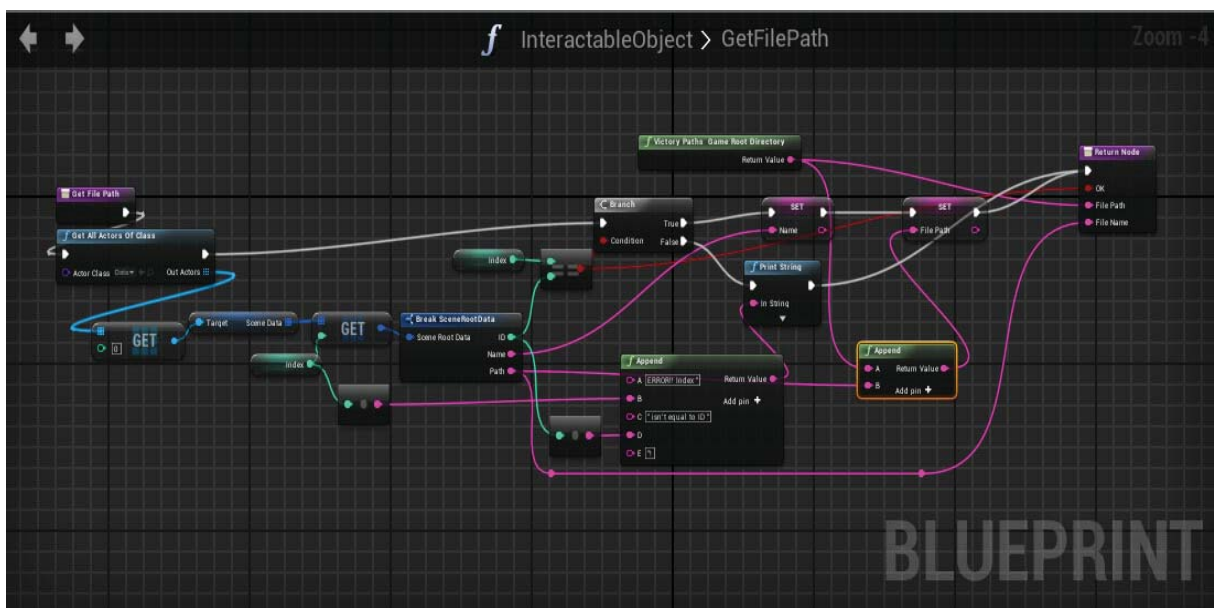 InteractableObject > GetFilePath
Zoom -4
Victory Paths Game Root Directory
Return Value
Return Node
OK
File Path
File Name
Get File Path
Get All Actors Of Class
Actor Class
Out Actors
Branch
True
Condition
False
SET
Name
SET
File Path
Index
==
Print String
In String
0
GET
Target
Scene Data
GET
Break SceneRootData
Scene Root Data
ID
Name
Path
Index
Append
A
ERROR!! Index "
Return Value
B
Add pin +
C
" isn't equal to ID "
D
E
Append
A
Return Value
B
Add pin +
BLUEPRINT